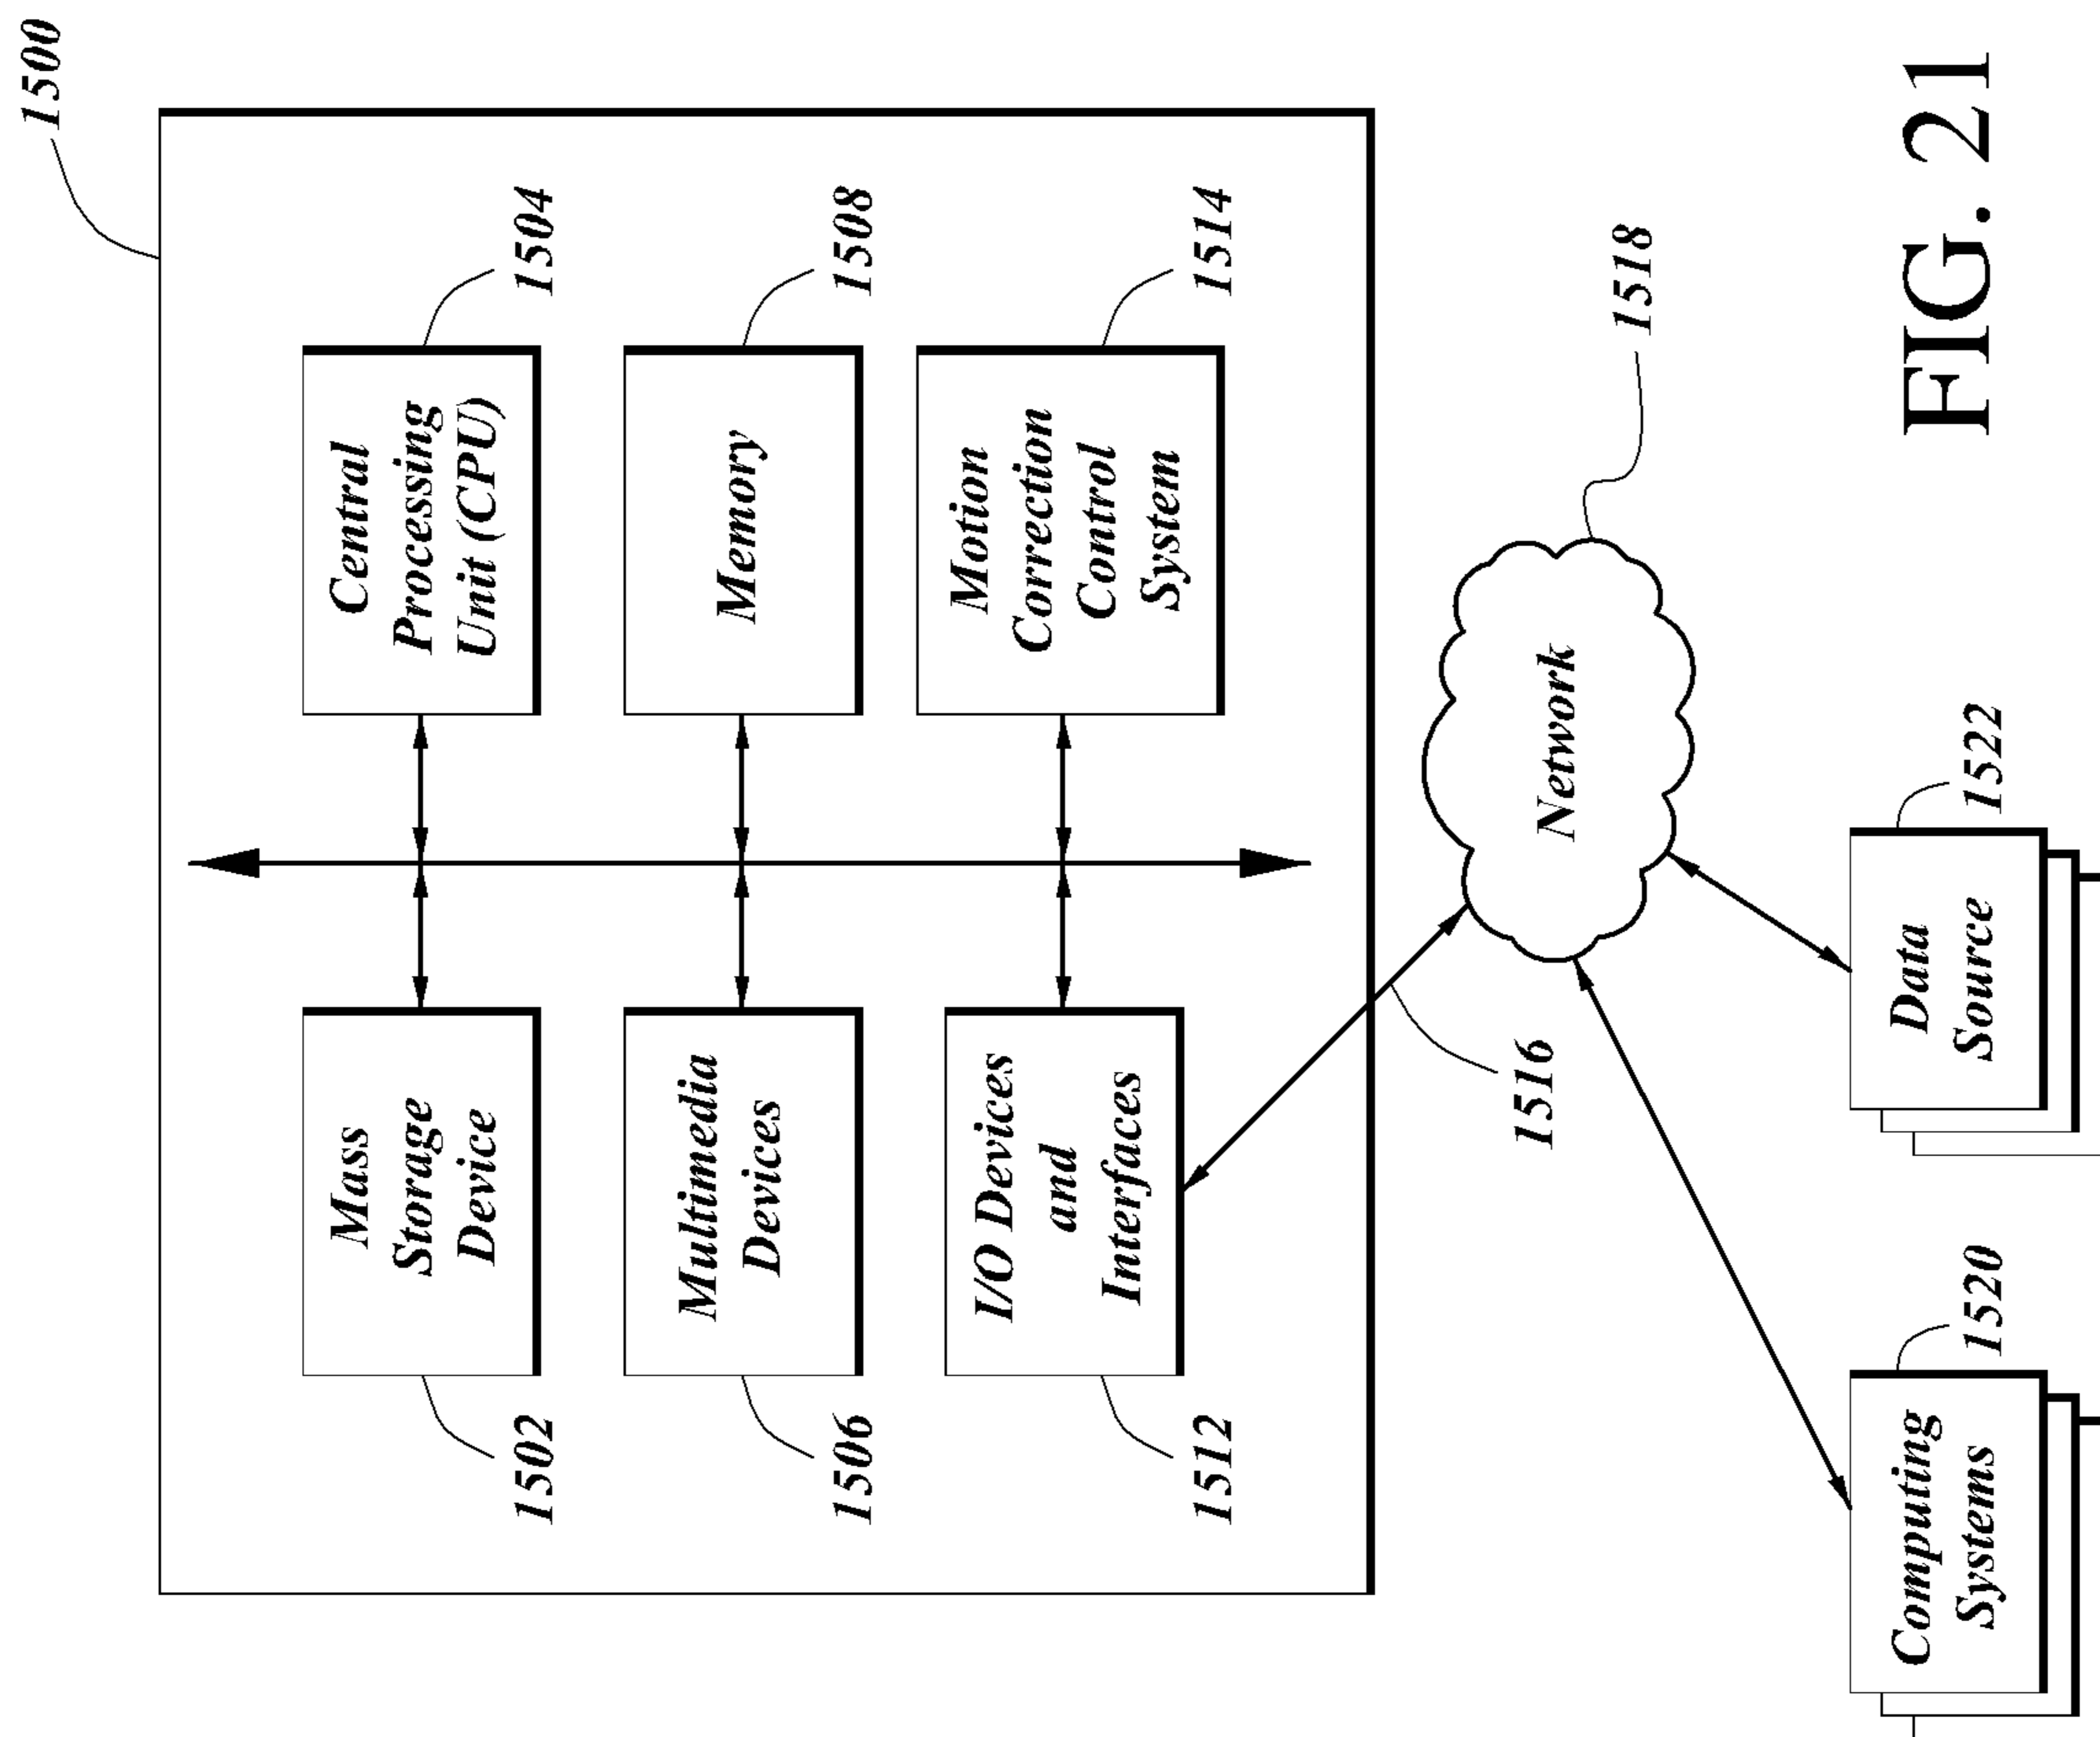 1500
Mass
Storage
Device
1502
Central
Processing
Unit (CPU)
1504
Multimedia
Devices
1506
Memory
1508
I/O Devices
and
Interfaces
1512
Motion
Correction
Control
System
1514
1516
Network
1518
Computing
Systems
1520
Data
Source
1522
FIG. 21